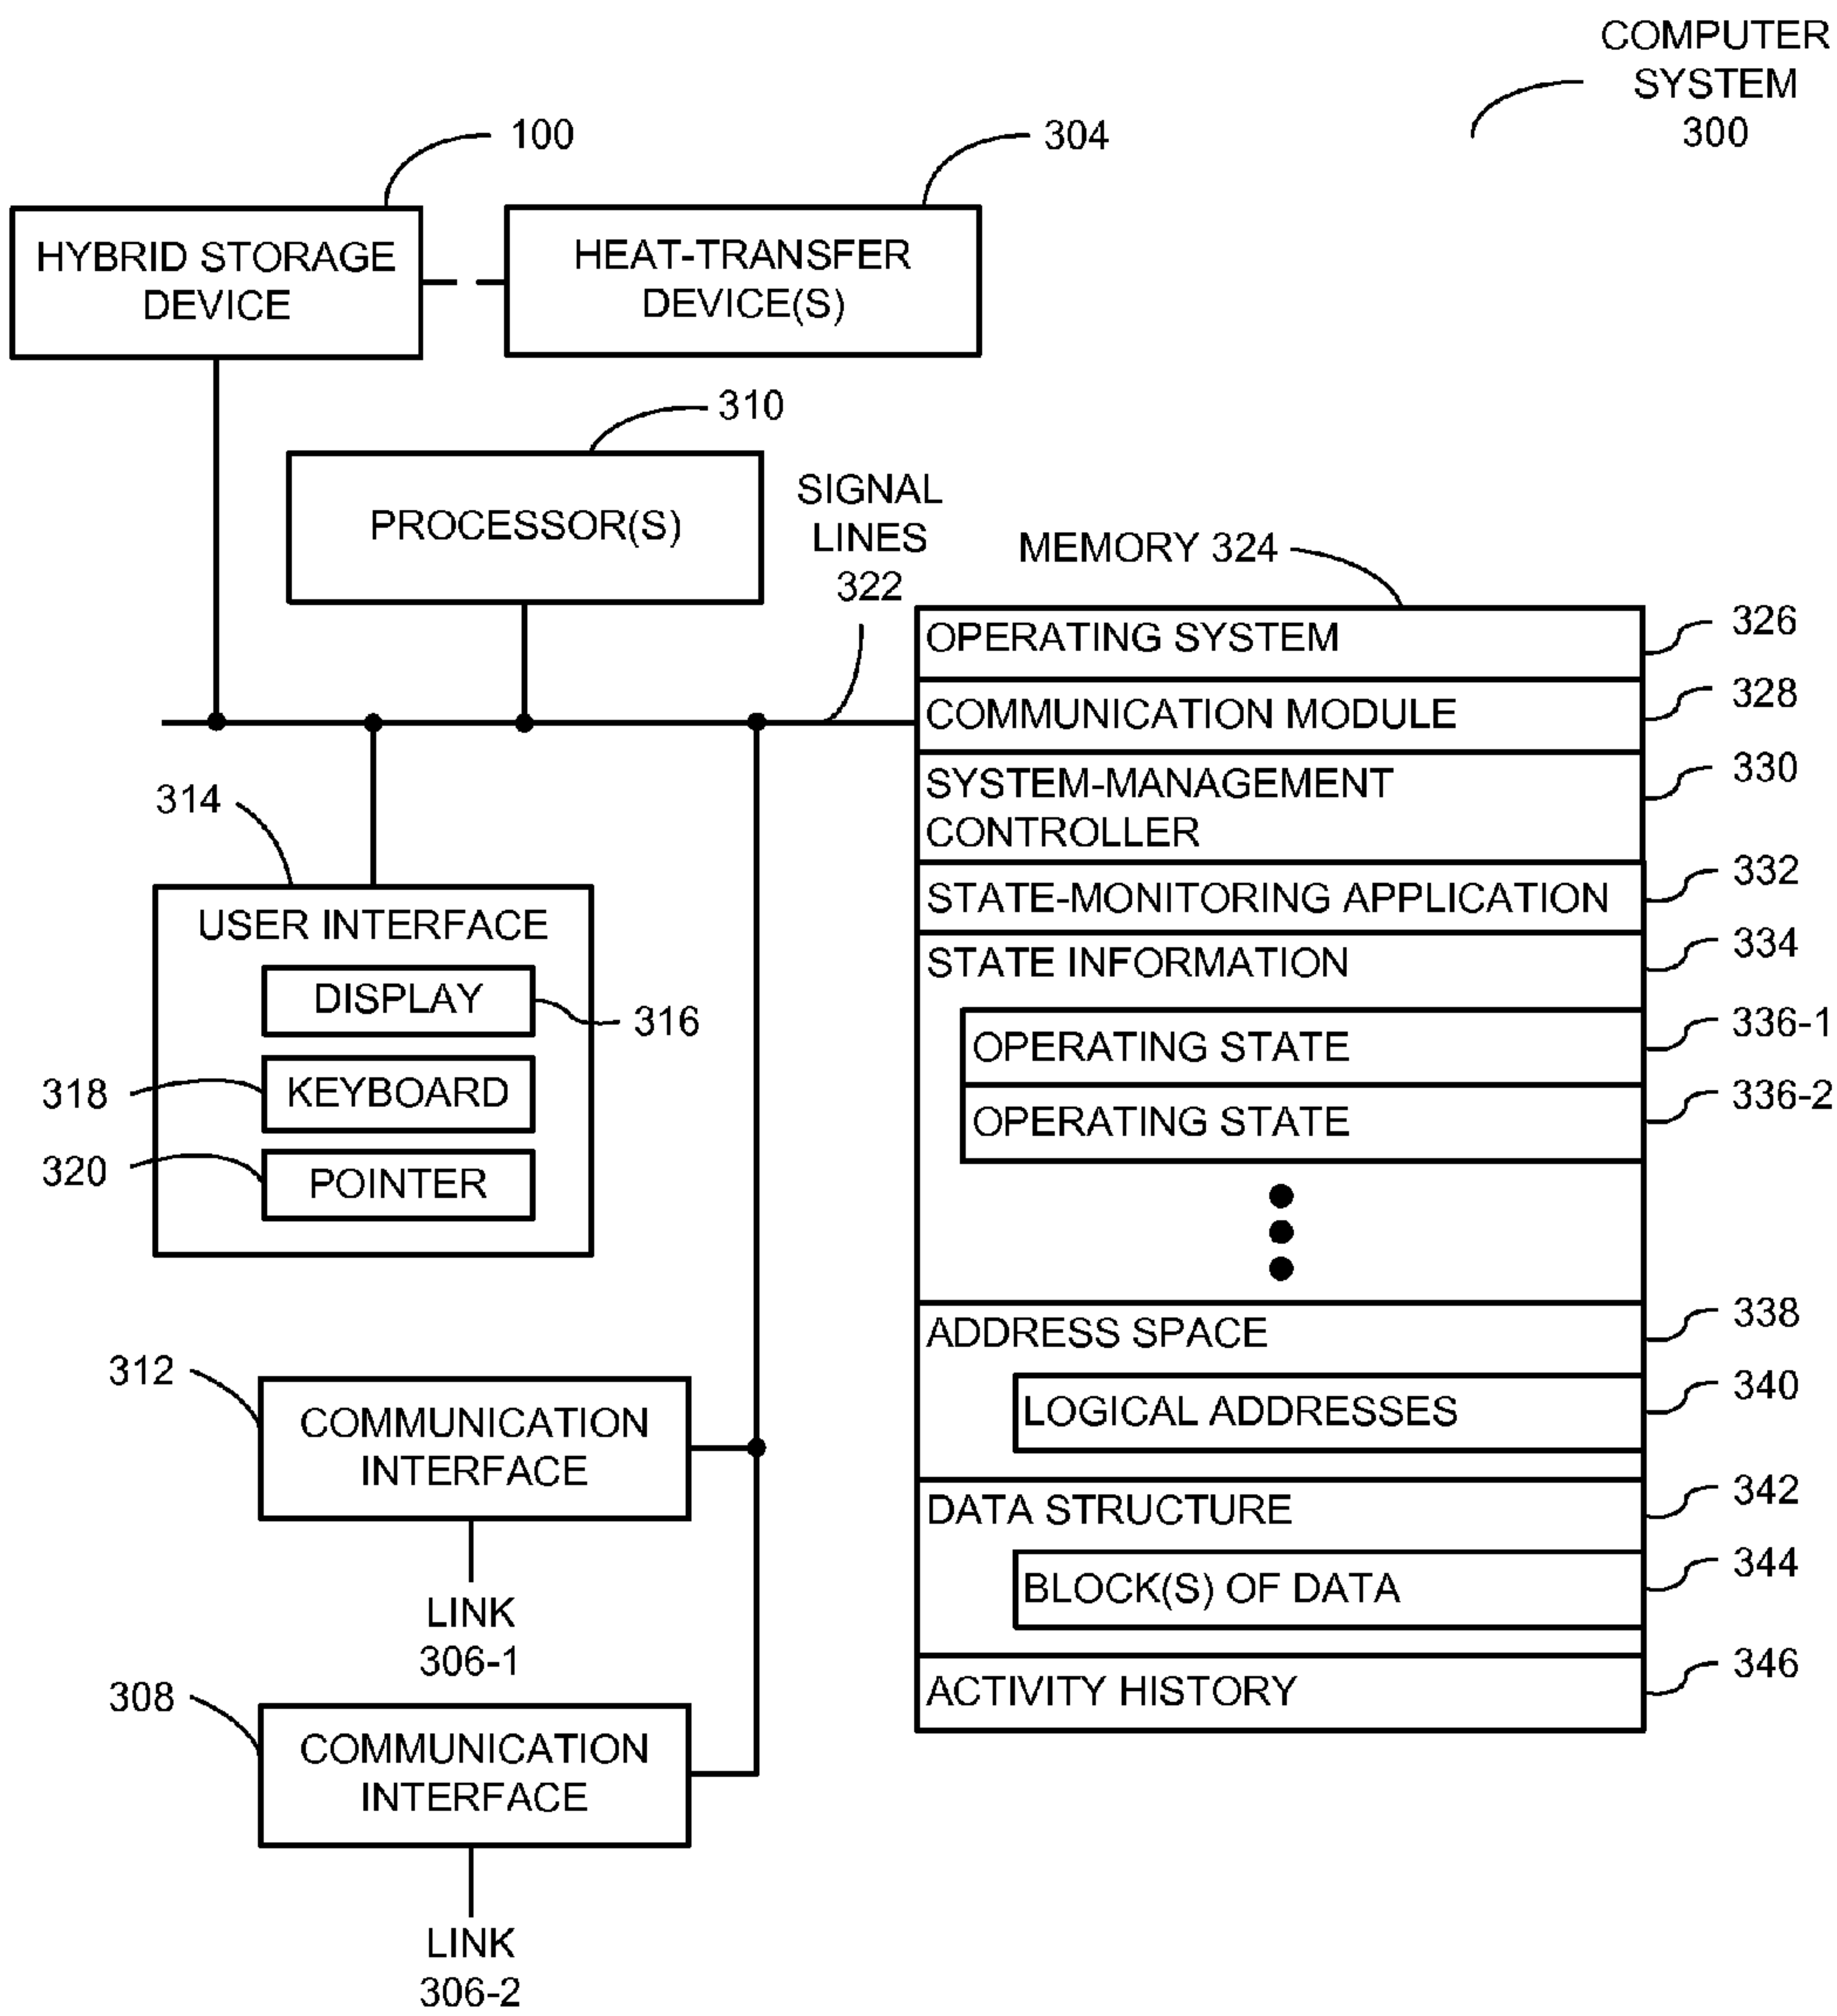 COMPUTER
SYSTEM
300
100
304
HYBRID STORAGE
DEVICE
HEAT-TRANSFER
DEVICE(S)
310
PROCESSOR(S)
SIGNAL
LINES
322
MEMORY 324
OPERATING SYSTEM
326
COMMUNICATION MODULE
328
SYSTEM-MANAGEMENT
CONTROLLER
330
STATE-MONITORING APPLICATION
332
STATE INFORMATION
334
OPERATING STATE
336-1
OPERATING STATE
336-2
ADDRESS SPACE
338
LOGICAL ADDRESSES
340
DATA STRUCTURE
342
BLOCK(S) OF DATA
344
ACTIVITY HISTORY
346
314
USER INTERFACE
DISPLAY
316
318
KEYBOARD
320
POINTER
312
COMMUNICATION
INTERFACE
LINK
306-1
308
COMMUNICATION
INTERFACE
LINK
306-2